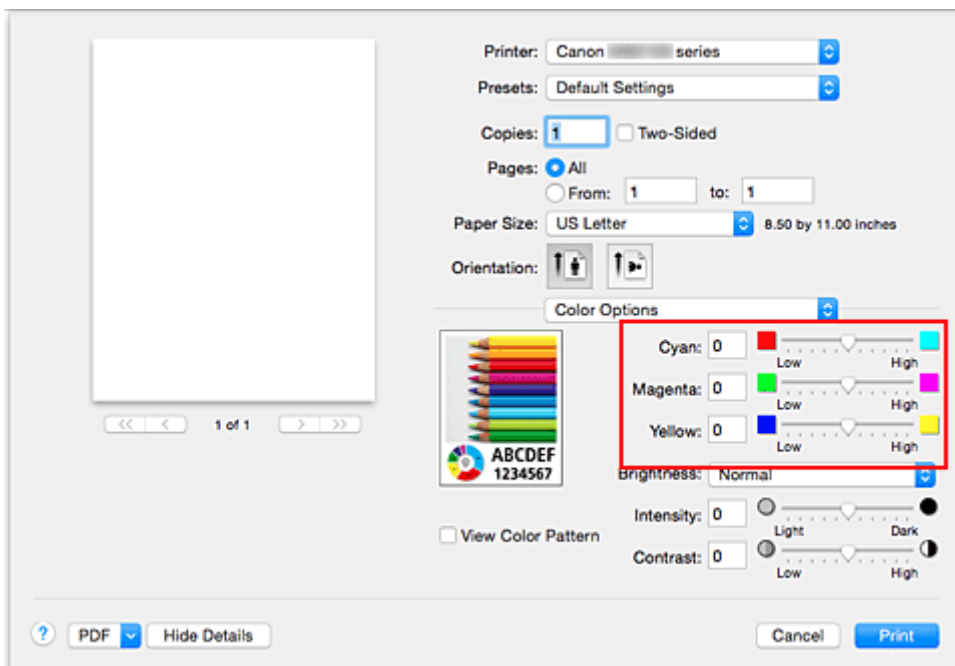 Printer: Canon series
Presets: Default Settings
Copies: 1 Two-Sided
Pages: All
From: 1 to: 1
Paper Size: US Letter 8.50 by 11.00 inches
Orientation:
Color Options
Cyan: 0
Low High
Magenta: 0
Low High
Yellow: 0
Low High
ABCDEF
1234567
Brightness: Normal
Intensity: 0
Light Dark
View Color Pattern
Contrast: 0
Low High
1 of 1
? PDF Hide Details Cancel Print